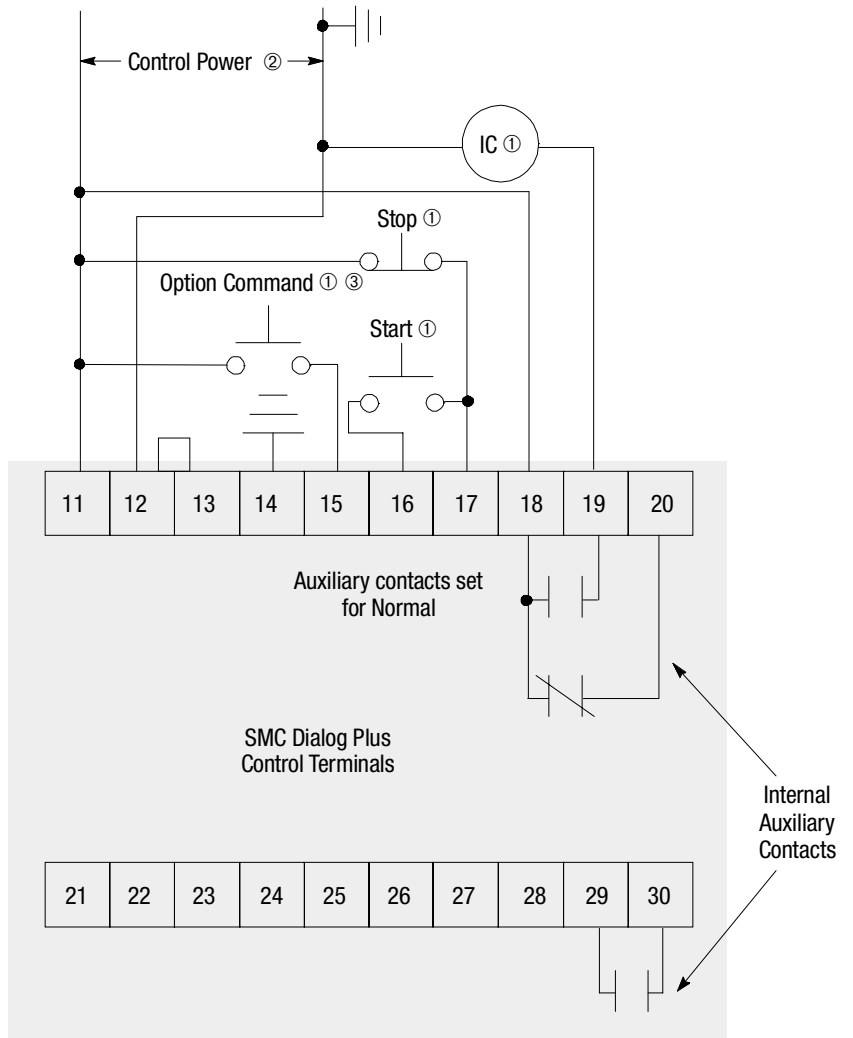 Control Power ②
IC ①
Stop ①
Option Command ① ③
Start ①
11 12 13 14 15 16 17 18 19 20
Auxiliary contacts set
for Normal
SMC Dialog Plus
Control Terminals
Internal
Auxiliary
Contacts
21 22 23 24 25 26 27 28 29 30